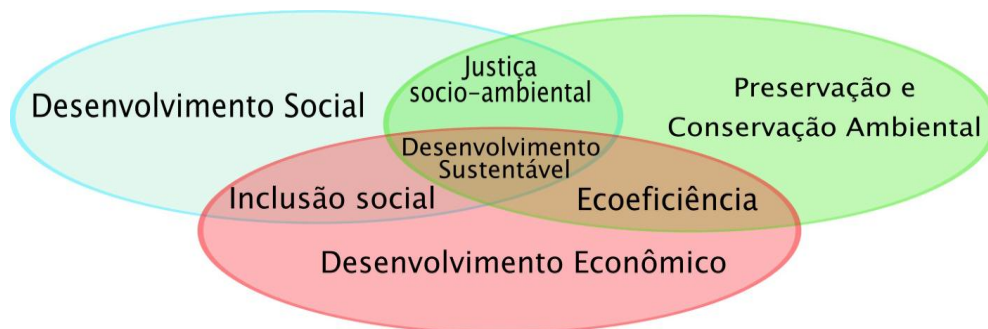 Justiça
socio-ambiental
Desenvolvimento Social
Preservação e
Conservação Ambiental
Desenvolvimento
Sustentável
Inclusão social
Ecoeficiência
Desenvolvimento Econômico